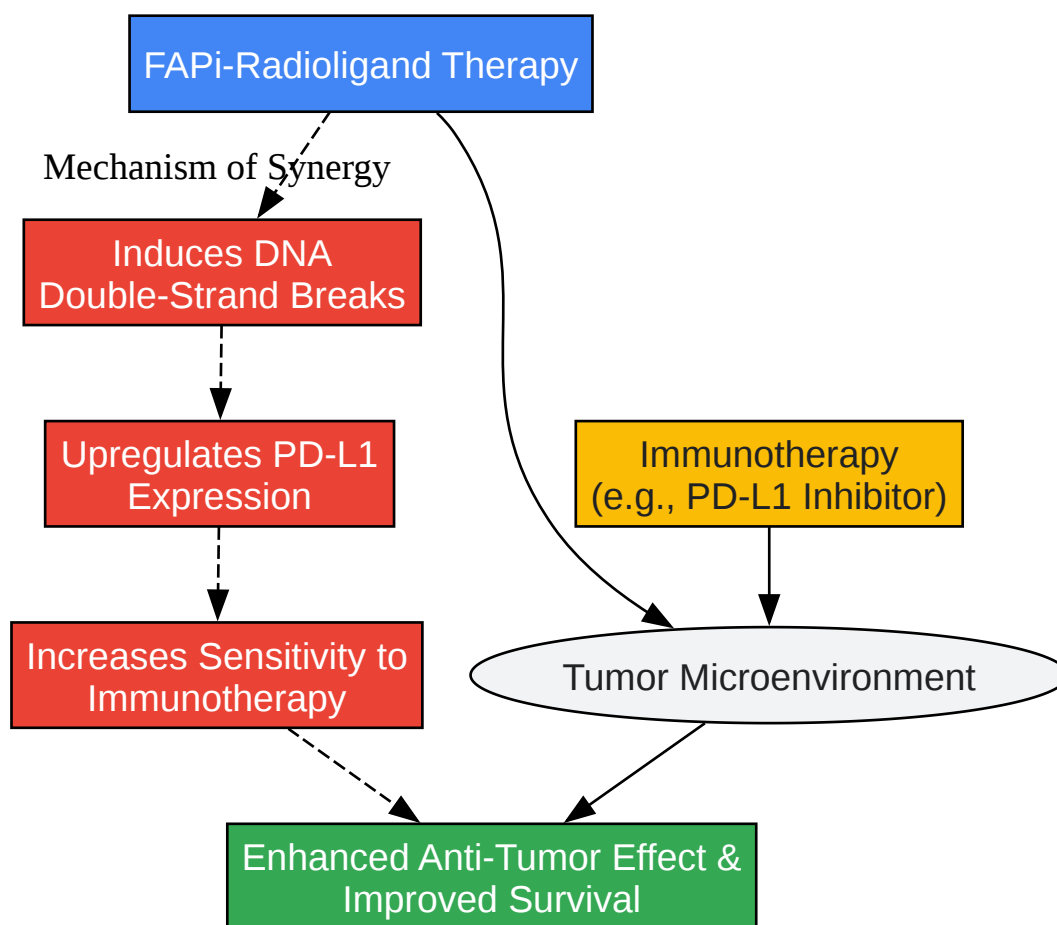 FAPi-Radioligand Therapy
Mechanism of Synergy
Induces DNA
Double-Strand Breaks
Upregulates PD-L1
Expression
Immunotherapy
(e.g., PD-L1 Inhibitor)
Increases Sensitivity to
Immunotherapy
Tumor Microenvironment
Enhanced Anti-Tumor Effect &
Improved Survival